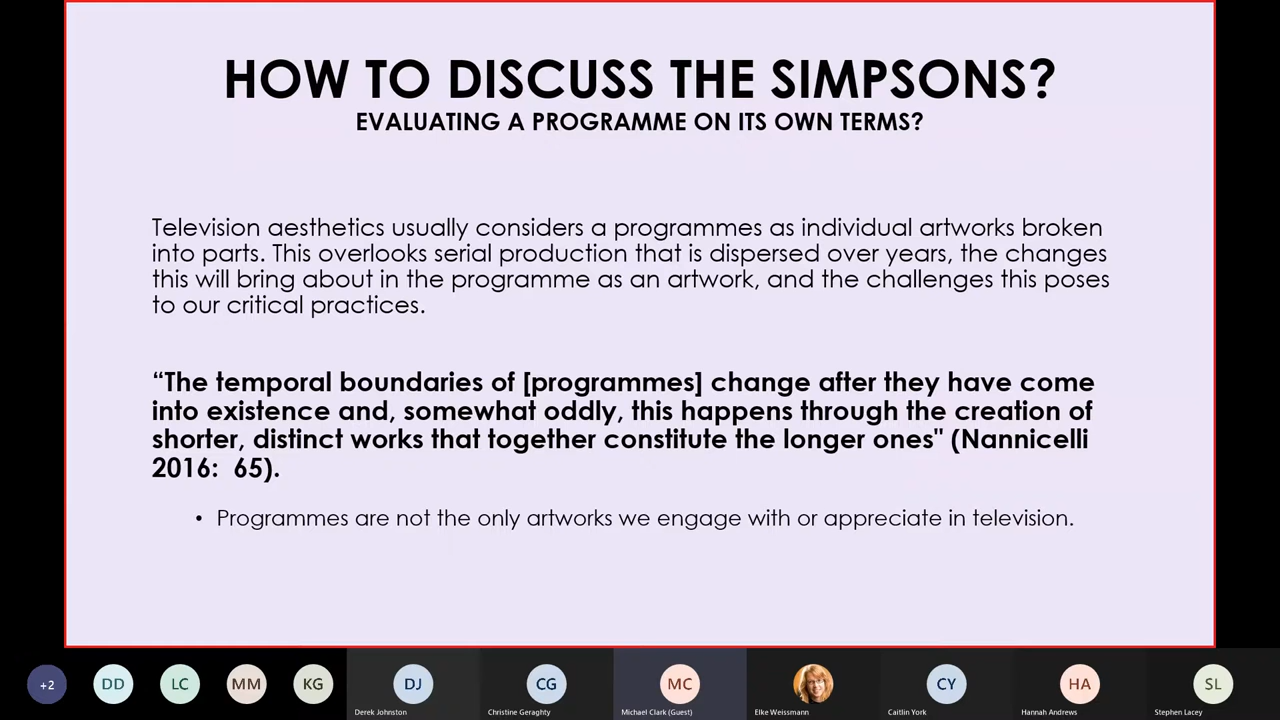 HOW TO DISCUSS THE SIMPSONS?
EVALUATING A PROGRAMME ON ITS OWN TERMS?
Television aesthetics usually considers a programmes as individual artworks broken
into parts. This overlooks serial production that is dispersed over years, the changes
this will bring about in the programme as an artwork, and the challenges this poses
to our critical practices.
“The temporal boundaries of [programmes] change after they have come
into existence and, somewhat oddly, this happens through the creation of
shorter, distinct works that together constitute the longer ones" (Nannicelli
2016:  65).
• Programmes are not the only artworks we engage with or appreciate in television.
+2 DD LC MM KG DJ CG MC CY HA SL
Derek Johnston Christine Geraghty Michael Clark (Guest) Elke Weissmann Caitlin York Hannah Andrews Stephen Lacey